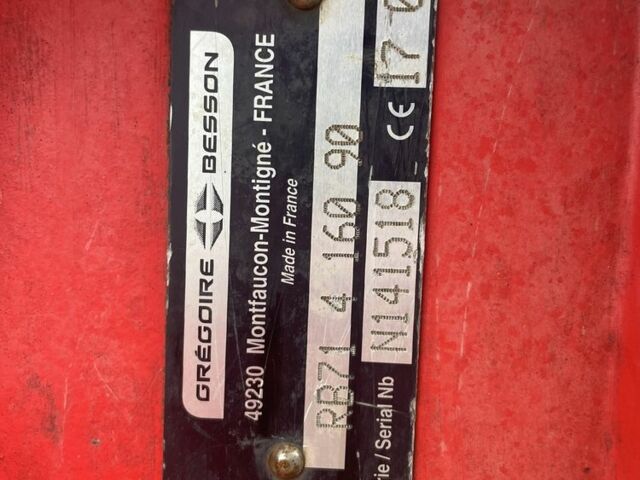 GRÉGOIRE BESSON
49230 Montfaucon-Montigné - FRANCE
Made in France
RB71 4 160 90
rie / Serial Nb N141518 CE 17